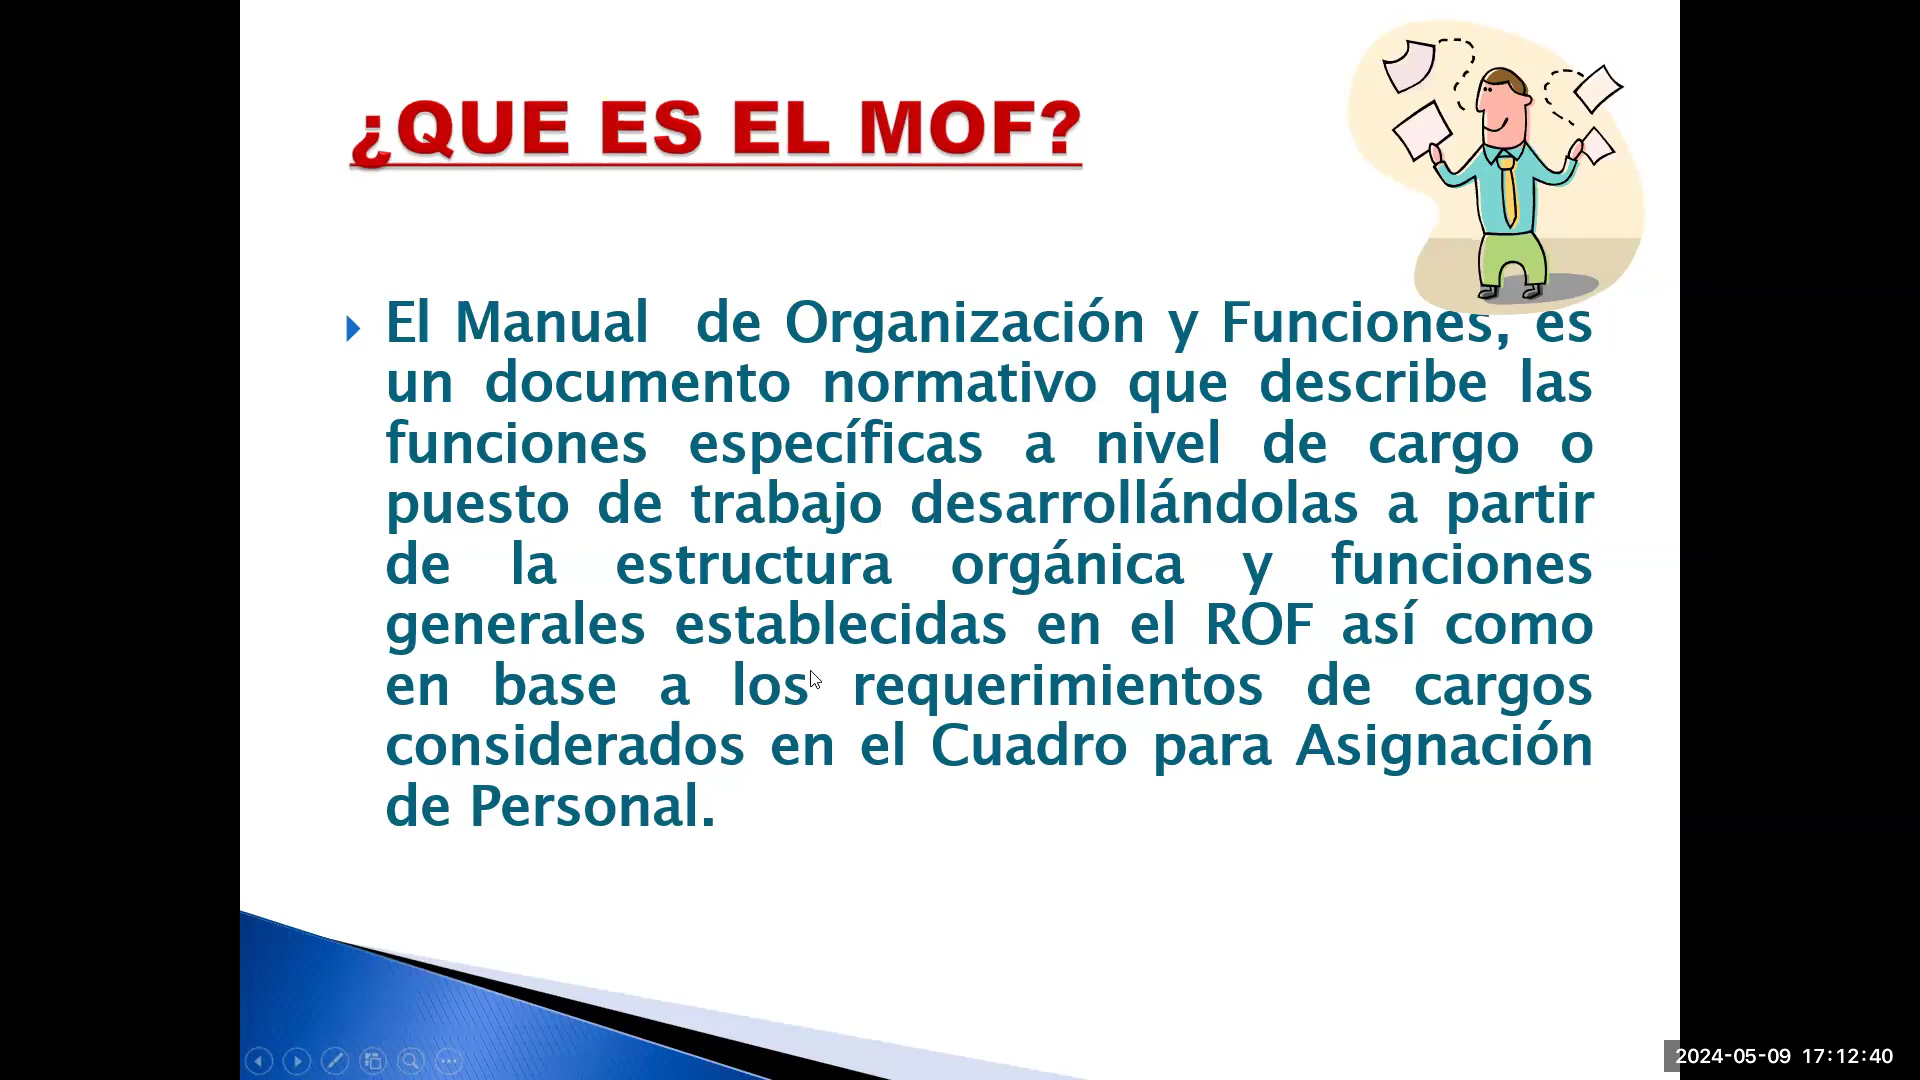 ¿QUE ES EL MOF?
El Manual de Organización y Funciones, es
un documento normativo que describe las
funciones específicas a nivel de cargo o
puesto de trabajo desarrollándolas a partir
de la estructura orgánica y funciones
generales establecidas en el ROF así como
en base a los requerimientos de cargos
considerados en el Cuadro para Asignación
de Personal.
2024-05-09 17:12:40